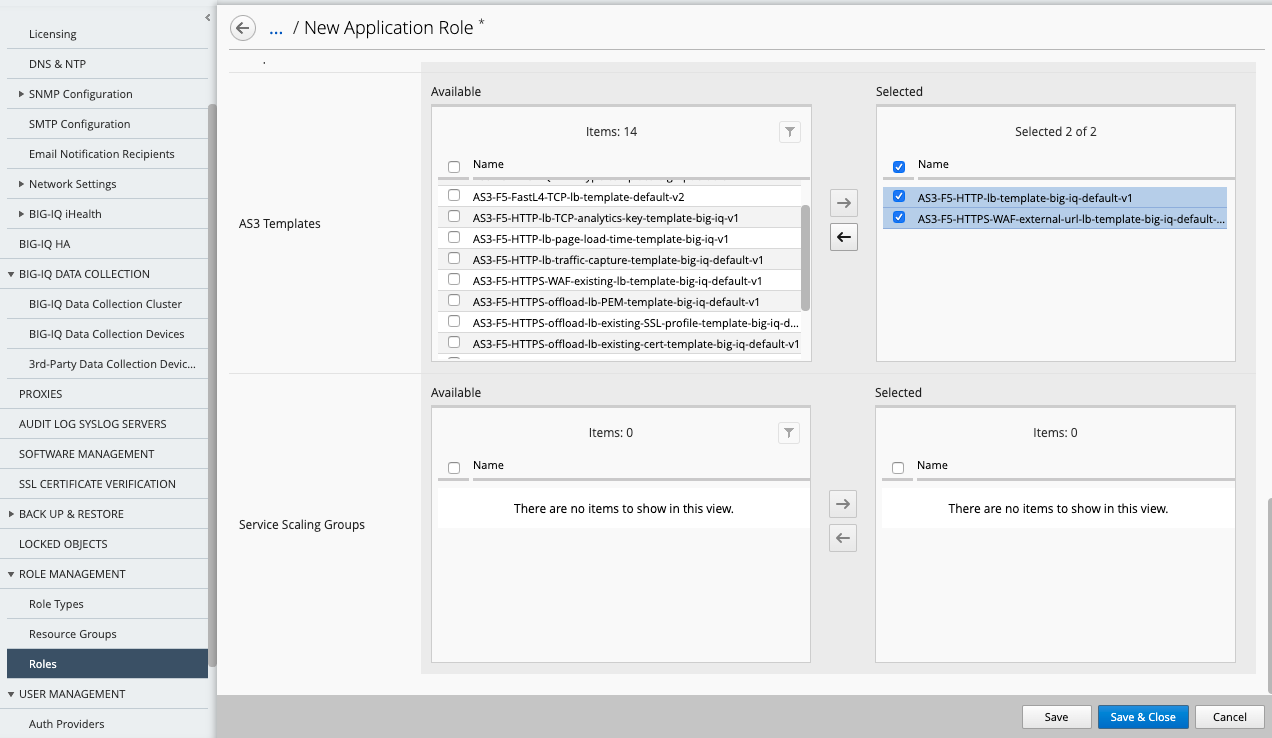 Licensing
DNS & NTP
SNMP Configuration
SMTP Configuration
Email Notification Recipients
Network Settings
BIG-IQ iHealth
BIG-IQ HA
BIG-IQ DATA COLLECTION
BIG-IQ Data Collection Cluster
BIG-IQ Data Collection Devices
3rd-Party Data Collection Devic...
PROXIES
AUDIT LOG SYSLOG SERVERS
SOFTWARE MANAGEMENT
SSL CERTIFICATE VERIFICATION
BACK UP & RESTORE
LOCKED OBJECTS
ROLE MANAGEMENT
Role Types
Resource Groups
Roles
USER MANAGEMENT
Auth Providers
... / New Application Role *
AS3 Templates
Available
Items: 14
Name
AS3-F5-FastL4-TCP-lb-template-default-v2
AS3-F5-HTTP-lb-TCP-analytics-key-template-big-iq-v1
AS3-F5-HTTP-lb-page-load-time-template-big-iq-v1
AS3-F5-HTTP-lb-traffic-capture-template-big-iq-default-v1
AS3-F5-HTTPS-WAF-existing-lb-template-big-iq-default-v1
AS3-F5-HTTPS-offload-lb-PEM-template-big-iq-default-v1
AS3-F5-HTTPS-offload-lb-existing-SSL-profile-template-big-iq-d...
AS3-F5-HTTPS-offload-lb-existing-cert-template-big-iq-default-v1
Selected
Selected 2 of 2
Name
AS3-F5-HTTP-lb-template-big-iq-default-v1
AS3-F5-HTTPS-WAF-external-url-lb-template-big-iq-default-...
Service Scaling Groups
Available
Items: 0
Name
There are no items to show in this view.
Selected
Items: 0
Name
There are no items to show in this view.
Save
Save & Close
Cancel